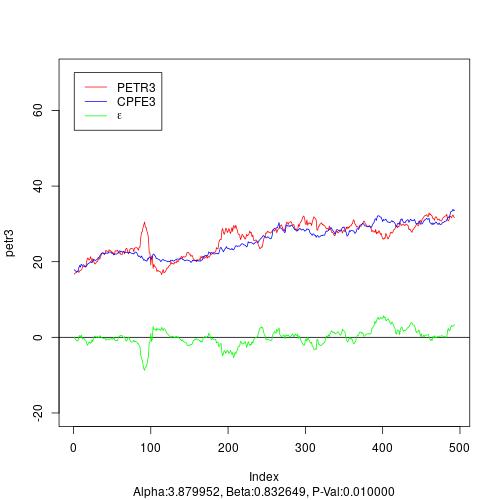 PETR3
CPFE3
ε
60
40
20
0
-20
petr3
0 100 200 300 400 500
Index
Alpha:3.879952, Beta:0.832649, P-Val:0.010000